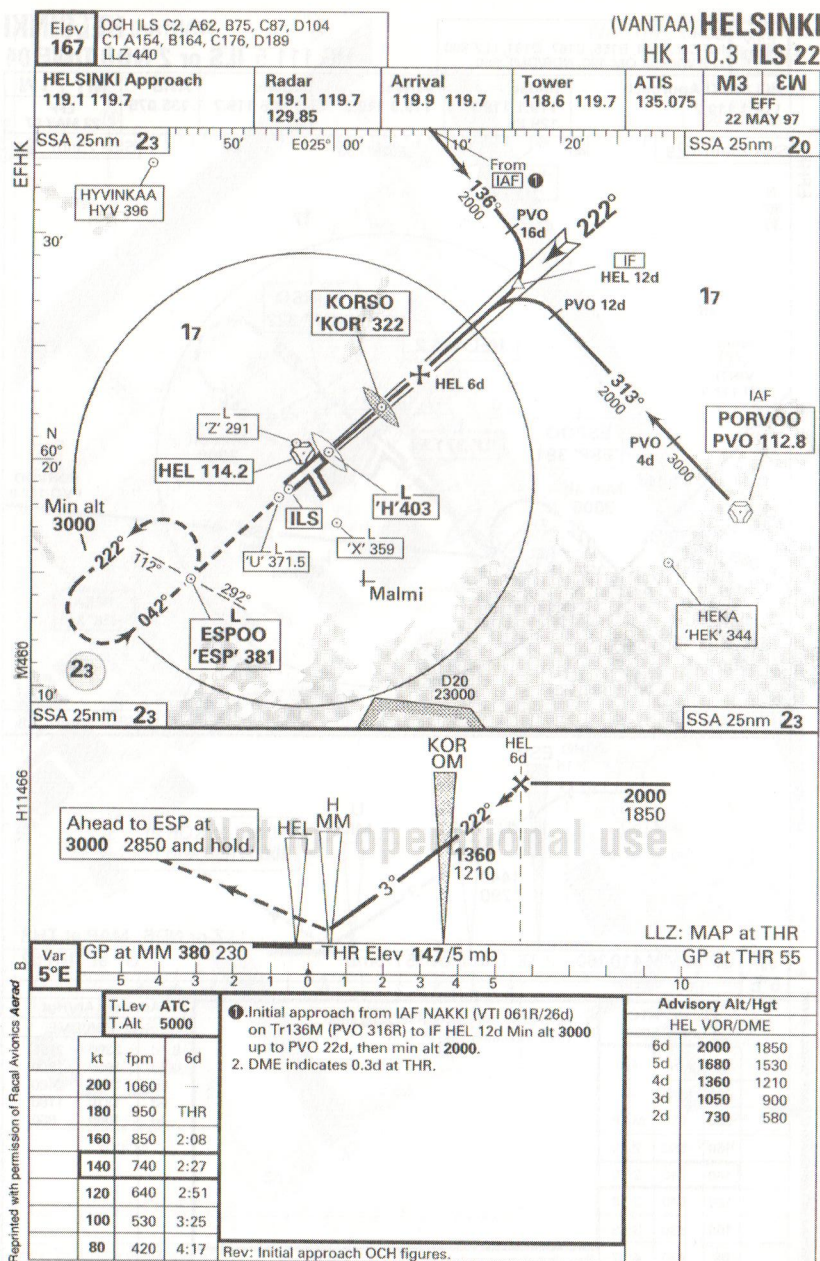 Elev
167
OCH ILS C2, A62, B75, C87, D104
C1 A154, B164, C176, D189
LLZ 440
(VANTAA) HELSINKI
HK 110.3 ILS 22
HELSINKI Approach
119.1 119.7
Radar
119.1 119.7
129.85
Arrival
119.9 119.7
Tower
118.6 119.7
ATIS
135.075
M3
EFF
22 MAY 97
EFHK
SSA 25nm 23
50'
E025° 00'
10'
20'
SSA 25nm 20
HYVINKAA
HYV 396
From
IAF 1
136°
2000
PVO
16d
222°
30'
IF
HEL 12d
17
KORSO
'KOR' 322
PVO 12d
17
HEL 6d
313°
2000
IAF
PORVOO
PVO 112.8
L
'Z' 291
N
60°
20'
PVO
4d
3000
HEL 114.2
L
'H'403
Min alt
3000
ILS
L
'U' 371.5
L
'X' 359
222°
112°
292°
Malmi
042°
L
ESPOO
'ESP' 381
HEKA
'HEK' 344
M460
23
10'
D20
23000
SSA 25nm 23
SSA 25nm 23
H11466
KOR
OM
HEL
6d
2000
1850
Ahead to ESP at
3000 2850 and hold.
HEL
H
MM
222°
1360
1210
Not for operational use
3°
LLZ: MAP at THR
B
Var
5°E
GP at MM 380 230
THR Elev 147/5 mb
GP at THR 55
5 4 3 2 1 0 1 2 3 4 5 10
T.Lev ATC
T.Alt 5000
kt fpm 6d
200 1060 —
180 950 THR
160 850 2:08
140 740 2:27
120 640 2:51
100 530 3:25
80 420 4:17
1.Initial approach from IAF NAKKI (VTI 061R/26d)
on Tr136M (PVO 316R) to IF HEL 12d Min alt 3000
up to PVO 22d, then min alt 2000.
2. DME indicates 0.3d at THR.
Rev: Initial approach OCH figures.
Advisory Alt/Hgt
HEL VOR/DME
6d 2000 1850
5d 1680 1530
4d 1360 1210
3d 1050 900
2d 730 580
Reprinted with permission of Racal Avionics Aerad